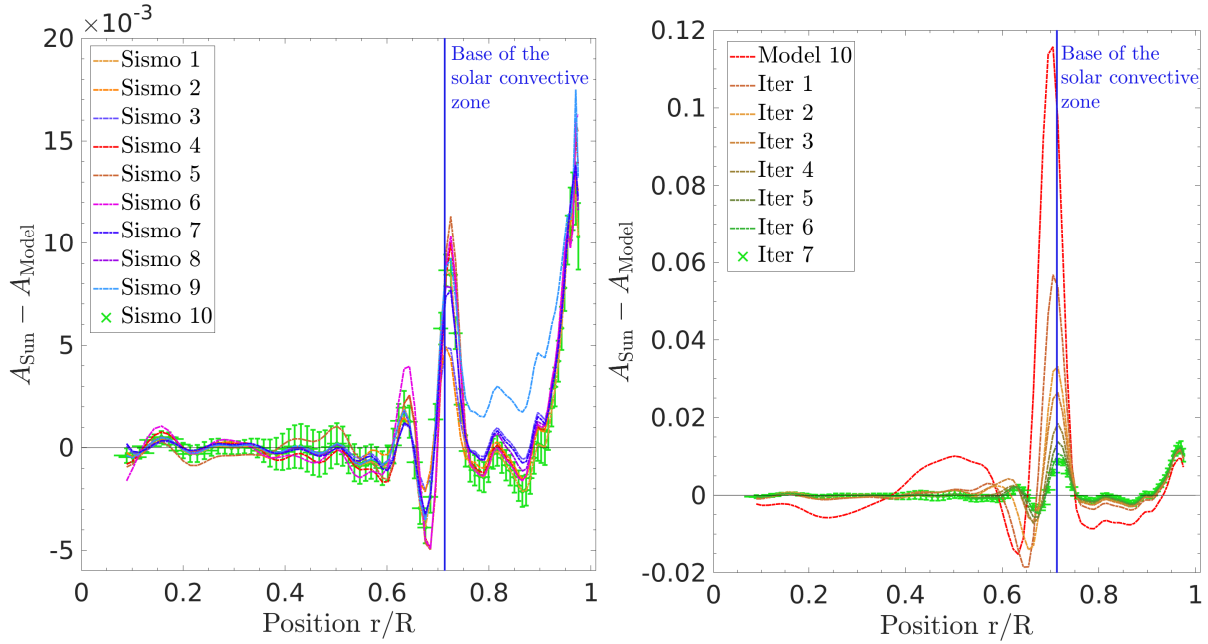 ×10⁻³
20
15
10
5
0
-5
A_Sun − A_Model
Sismo 1
Sismo 2
Sismo 3
Sismo 4
Sismo 5
Sismo 6
Sismo 7
Sismo 8
Sismo 9
Sismo 10
Base of the
solar convective
zone
0 0.2 0.4 0.6 0.8 1
Position r/R
0.12
0.1
0.08
0.06
0.04
0.02
0
-0.02
A_Sun − A_Model
Model 10
Iter 1
Iter 2
Iter 3
Iter 4
Iter 5
Iter 6
Iter 7
Base of the
solar convective
zone
0 0.2 0.4 0.6 0.8 1
Position r/R